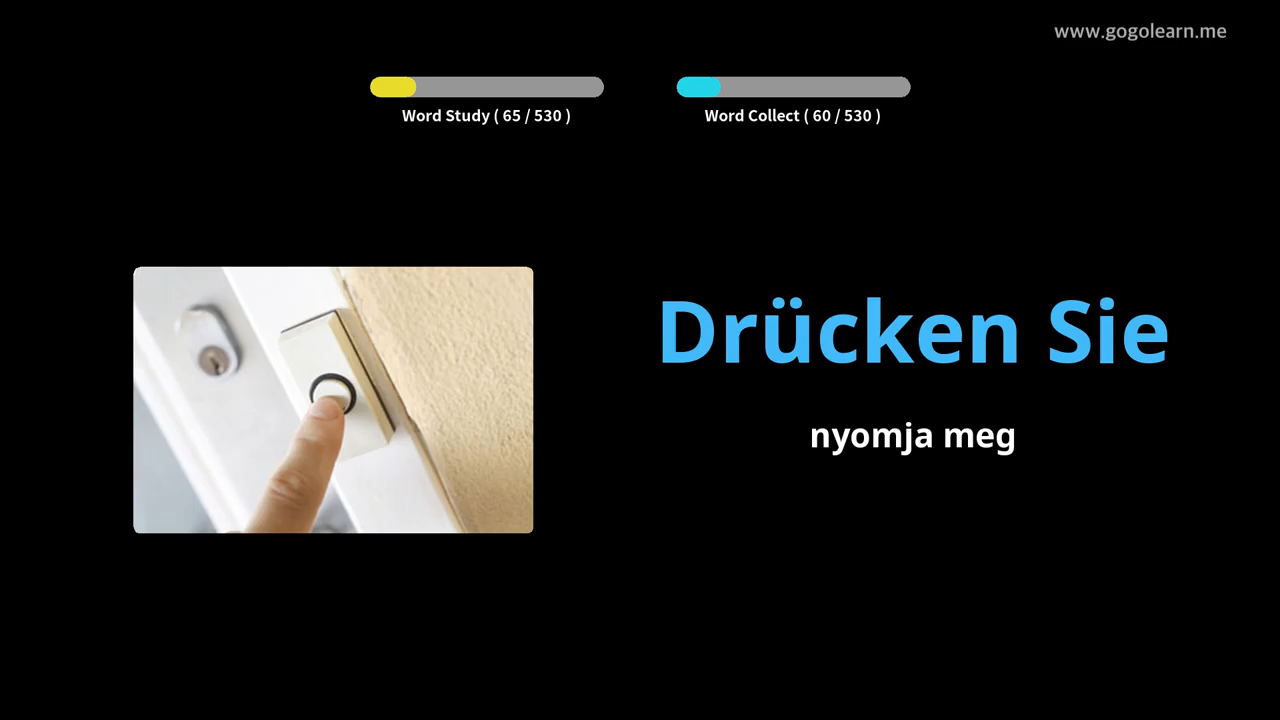 www.gogolearn.me
Word Study ( 65 / 530 )
Word Collect ( 60 / 530 )
Drücken Sie
nyomja meg